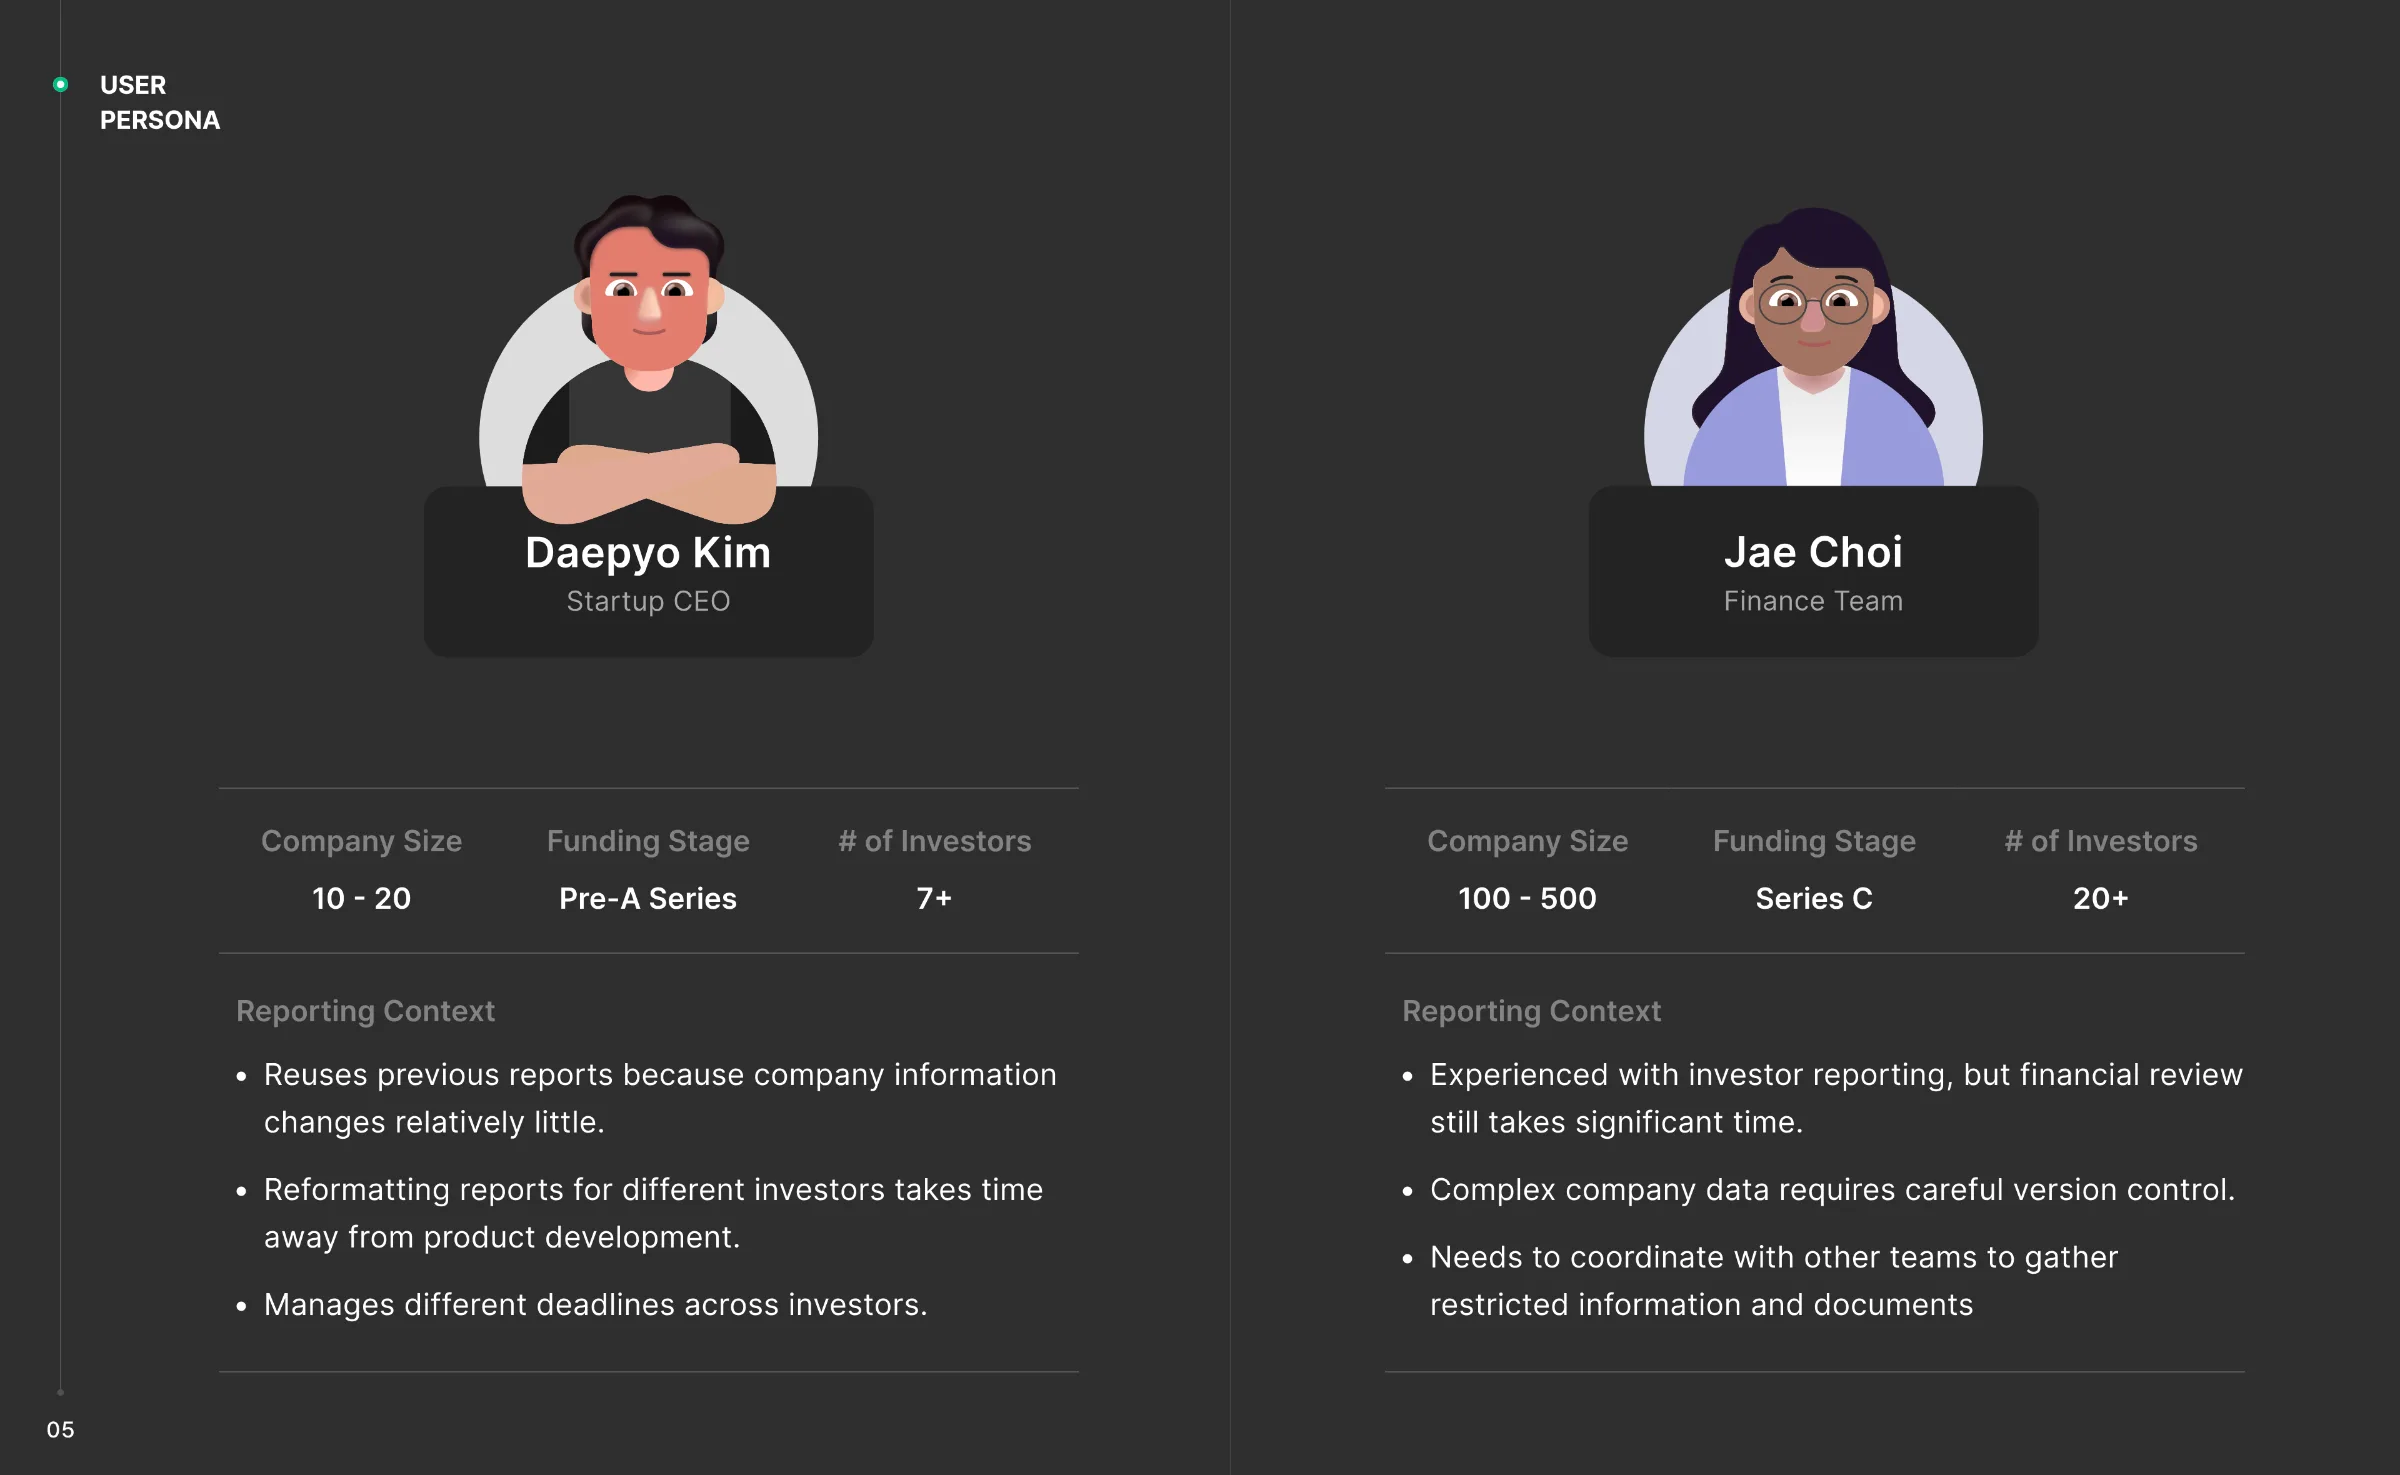 USER
PERSONA
Daepyo Kim
Startup CEO
Company Size
Funding Stage
# of Investors
10 - 20
Pre-A Series
7+
Reporting Context
• Reuses previous reports because company information
changes relatively little.
• Reformatting reports for different investors takes time
away from product development.
• Manages different deadlines across investors.
Jae Choi
Finance Team
Company Size
Funding Stage
# of Investors
100 - 500
Series C
20+
Reporting Context
• Experienced with investor reporting, but financial review
still takes significant time.
• Complex company data requires careful version control.
• Needs to coordinate with other teams to gather
restricted information and documents
05